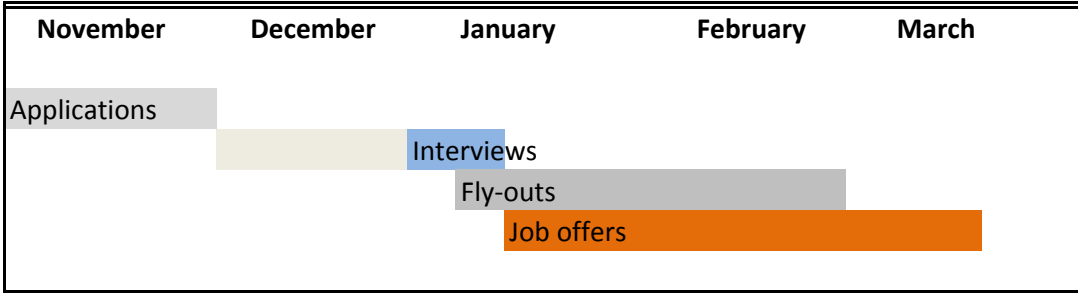 November December January February March
Applications
Interviews
Fly-outs
Job offers